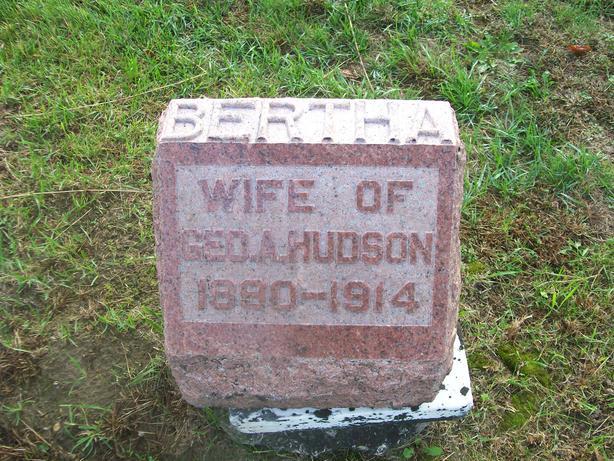 BERTHA
WIFE OF
GEO.A.HUDSON
1890-1914